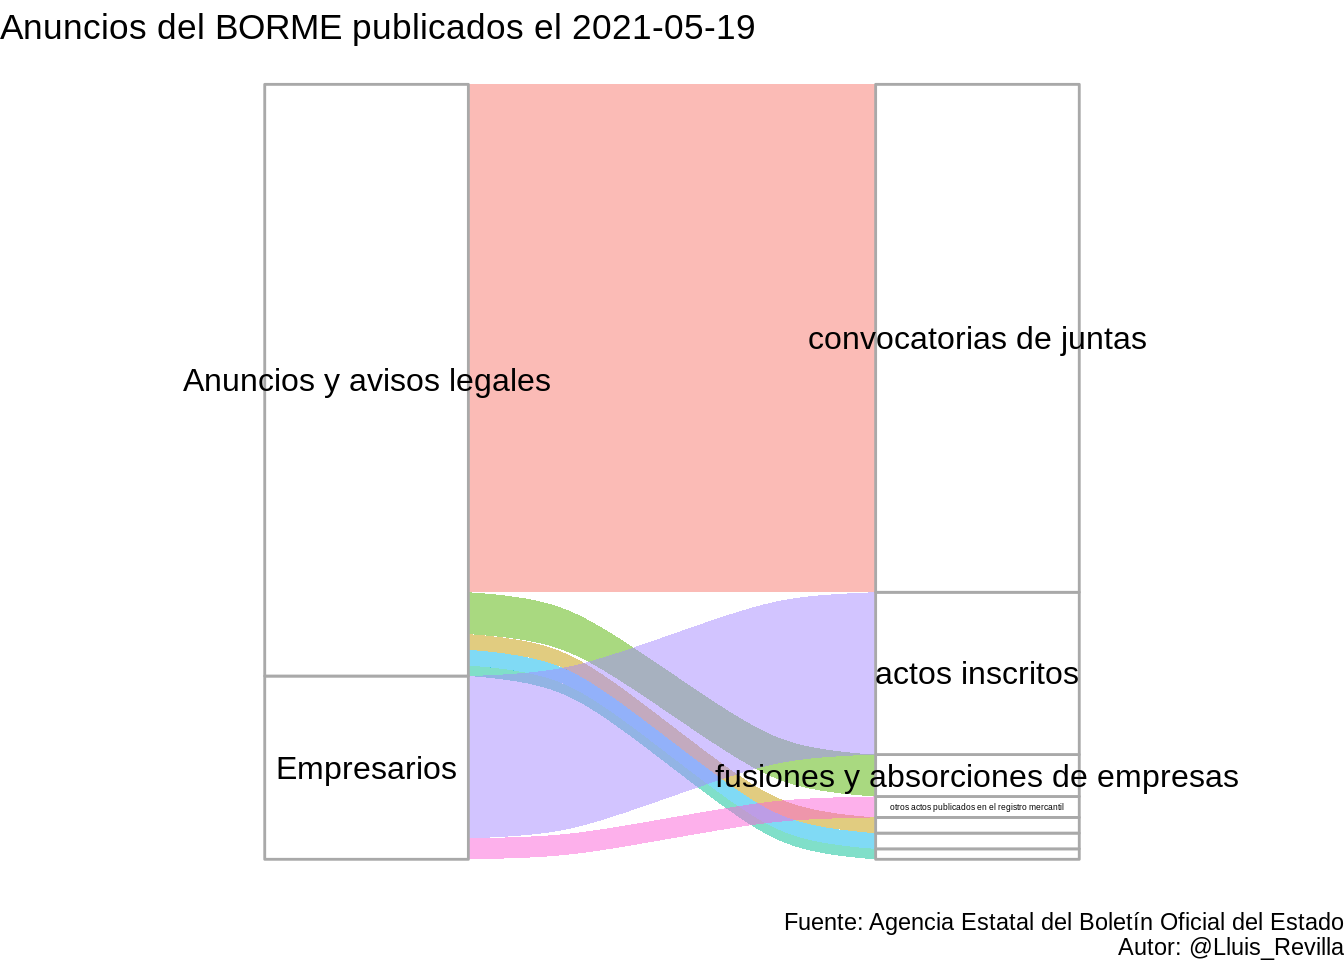 Anuncios del BORME publicados el 2021-05-19
convocatorias de juntas
Anuncios y avisos legales
actos inscritos
Empresarios
fusiones y absorciones de empresas
otros actos publicados en el registro mercantil
Fuente: Agencia Estatal del Boletín Oficial del Estado
Autor: @Lluis_Revilla